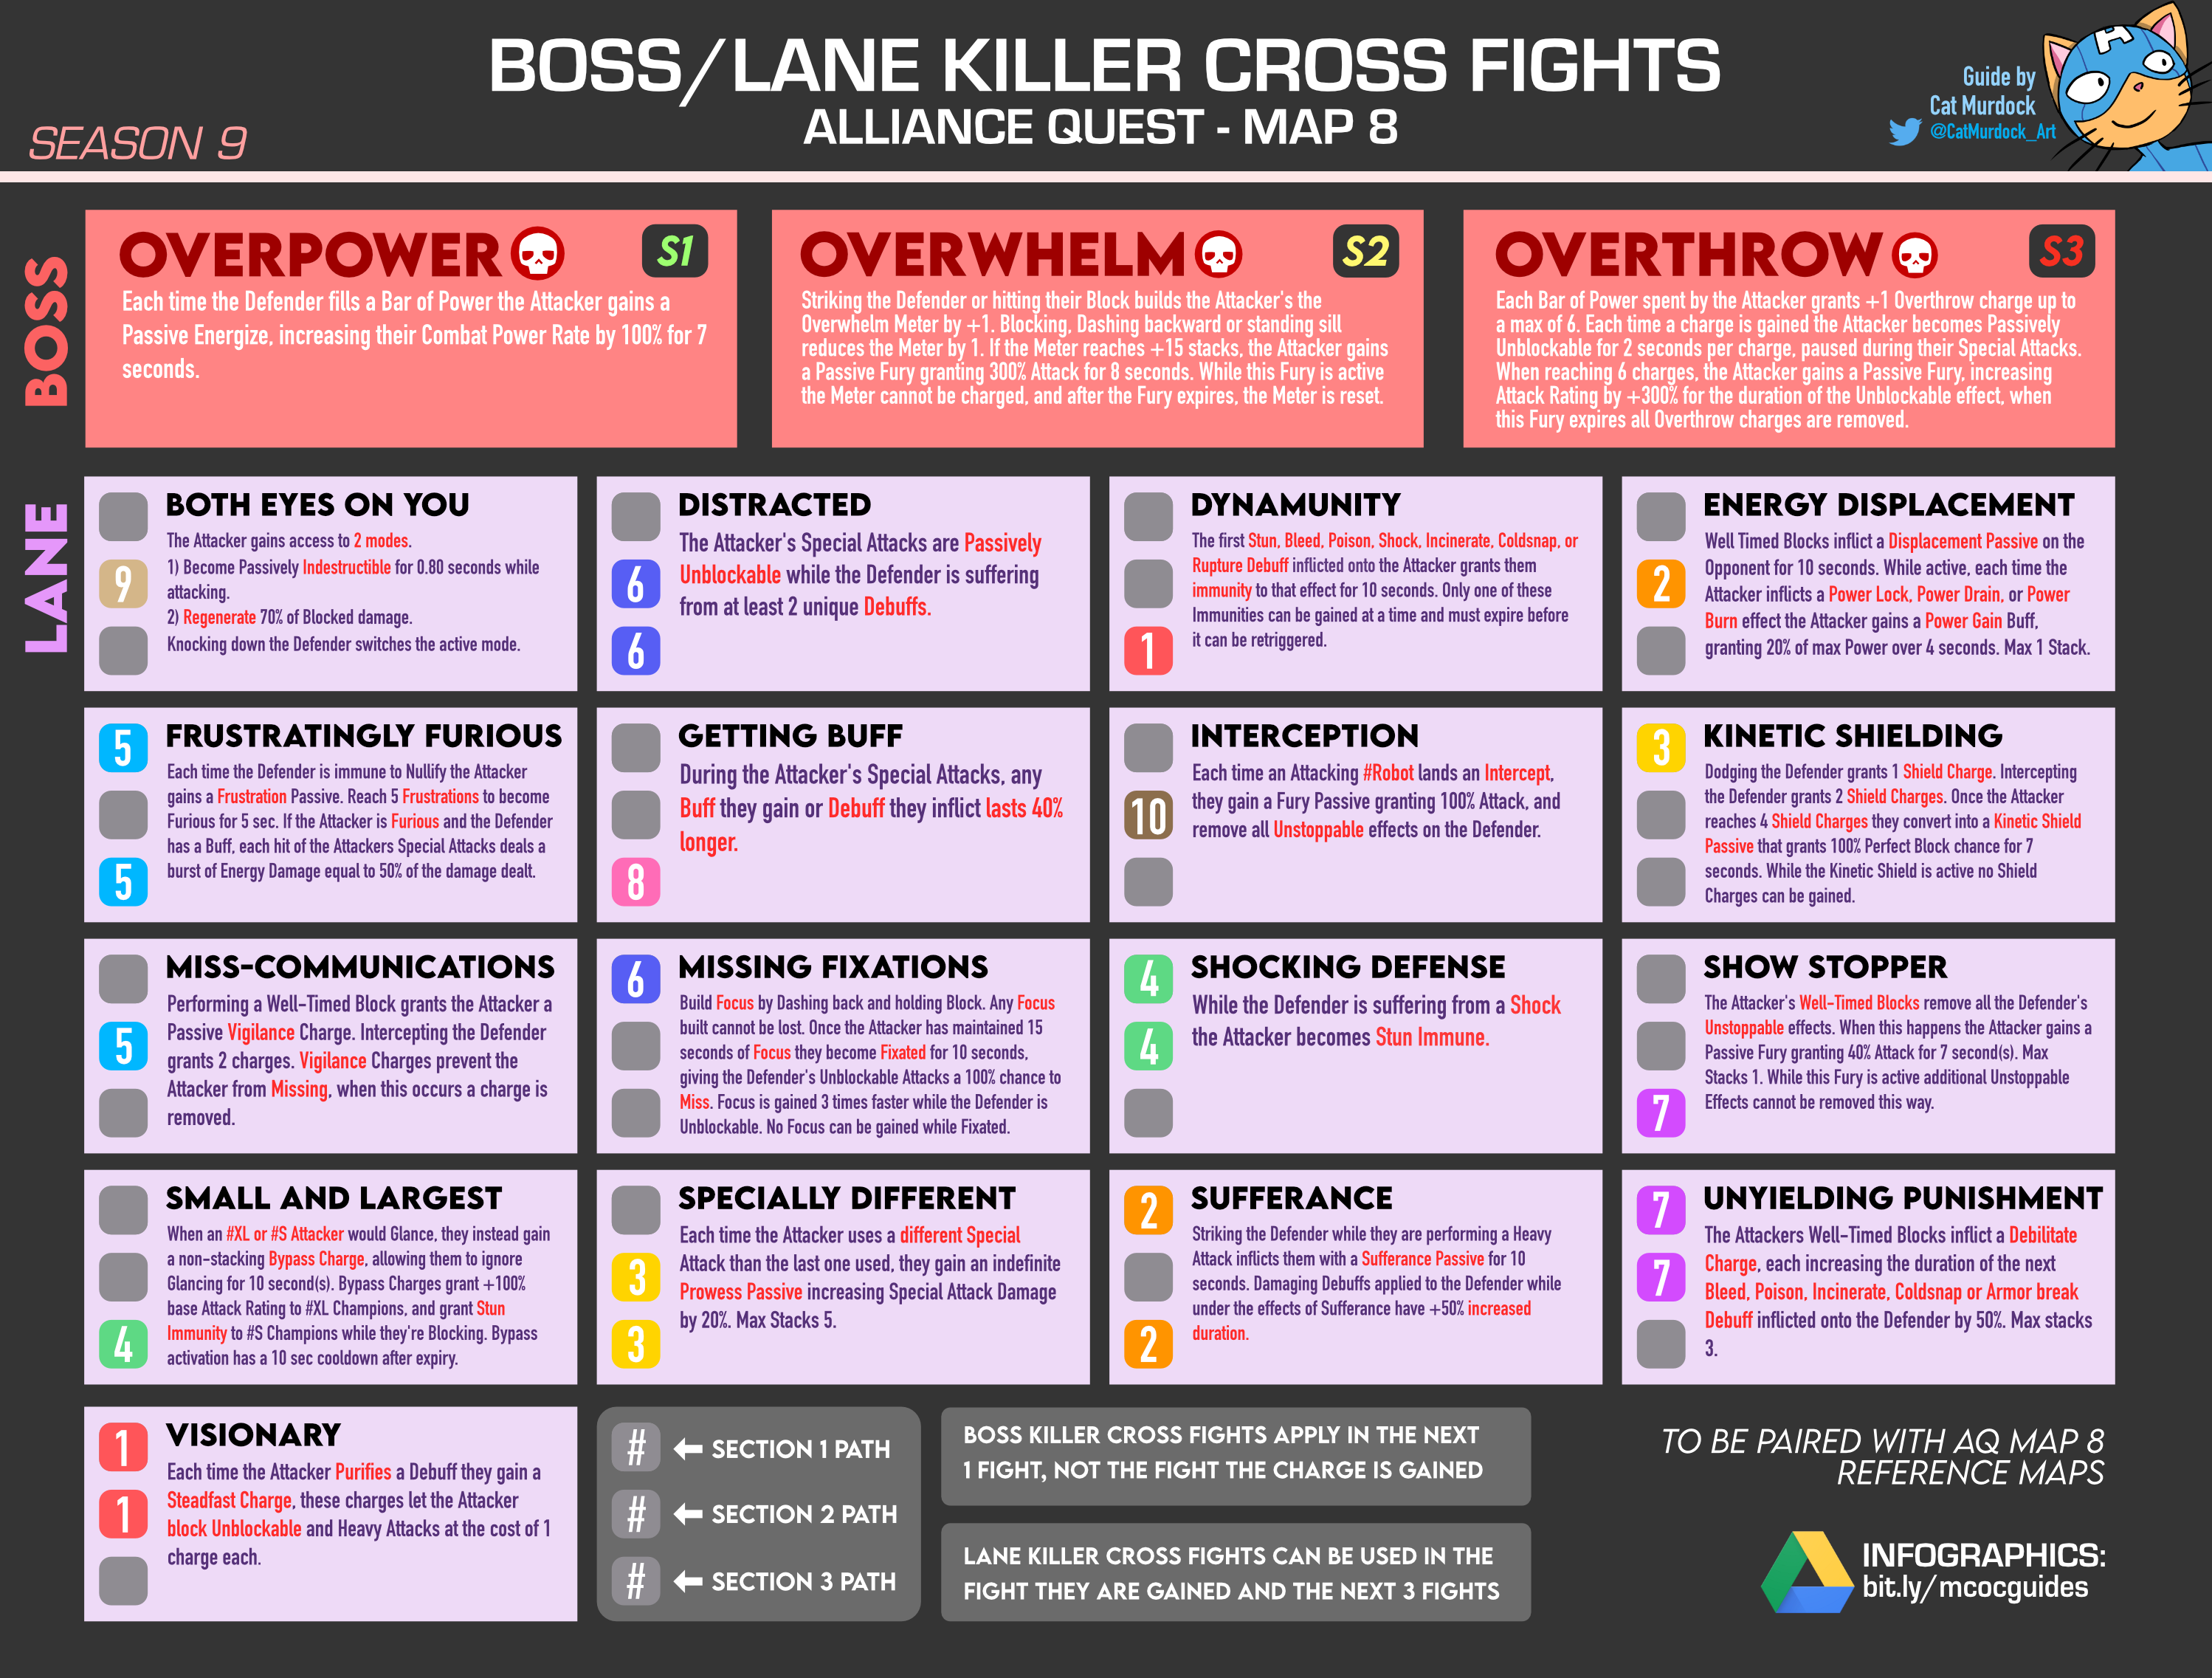 BOSS/LANE KILLER CROSS FIGHTS
ALLIANCE QUEST - MAP 8
SEASON 9
Guide by
Cat Murdock
@CatMurdock_Art
A
BOSS
OVERPOWER
S1
Each time the Defender fills a Bar of Power the Attacker gains a
Passive Energize, increasing their Combat Power Rate by 100% for 7
seconds.
OVERWHELM
S2
Striking the Defender or hitting their Block builds the Attacker's the
Overwhelm Meter by +1. Blocking, Dashing backward or standing sill
reduces the Meter by 1. If the Meter reaches +15 stacks, the Attacker gains
a Passive Fury granting 300% Attack for 8 seconds. While this Fury is active
the Meter cannot be charged, and after the Fury expires, the Meter is reset.
OVERTHROW
S3
Each Bar of Power spent by the Attacker grants +1 Overthrow charge up to
a max of 6. Each time a charge is gained the Attacker becomes Passively
Unblockable for 2 seconds per charge, paused during their Special Attacks.
When reaching 6 charges, the Attacker gains a Passive Fury, increasing
Attack Rating by +300% for the duration of the Unblockable effect, when
this Fury expires all Overthrow charges are removed.
LANE
BOTH EYES ON YOU
The Attacker gains access to 2 modes.
1) Become Passively Indestructible for 0.80 seconds while
attacking.
2) Regenerate 70% of Blocked damage.
Knocking down the Defender switches the active mode.
9
DISTRACTED
The Attacker's Special Attacks are Passively
Unblockable while the Defender is suffering
from at least 2 unique Debuffs.
6
6
DYNAMUNITY
The first Stun, Bleed, Poison, Shock, Incinerate, Coldsnap, or
Rupture Debuff inflicted onto the Attacker grants them
immunity to that effect for 10 seconds. Only one of these
Immunities can be gained at a time and must expire before
it can be retriggered.
1
ENERGY DISPLACEMENT
Well Timed Blocks inflict a Displacement Passive on the
Opponent for 10 seconds. While active, each time the
Attacker inflicts a Power Lock, Power Drain, or Power
Burn effect the Attacker gains a Power Gain Buff,
granting 20% of max Power over 4 seconds. Max 1 Stack.
2
5
FRUSTRATINGLY FURIOUS
Each time the Defender is immune to Nullify the Attacker
gains a Frustration Passive. Reach 5 Frustrations to become
Furious for 5 sec. If the Attacker is Furious and the Defender
has a Buff, each hit of the Attackers Special Attacks deals a
burst of Energy Damage equal to 50% of the damage dealt.
5
GETTING BUFF
During the Attacker's Special Attacks, any
Buff they gain or Debuff they inflict lasts 40%
longer.
8
INTERCEPTION
Each time an Attacking #Robot lands an Intercept,
they gain a Fury Passive granting 100% Attack, and
remove all Unstoppable effects on the Defender.
10
3
KINETIC SHIELDING
Dodging the Defender grants 1 Shield Charge. Intercepting
the Defender grants 2 Shield Charges. Once the Attacker
reaches 4 Shield Charges they convert into a Kinetic Shield
Passive that grants 100% Perfect Block chance for 7
seconds. While the Kinetic Shield is active no Shield
Charges can be gained.
MISS-COMMUNICATIONS
Performing a Well-Timed Block grants the Attacker a
Passive Vigilance Charge. Intercepting the Defender
grants 2 charges. Vigilance Charges prevent the
Attacker from Missing, when this occurs a charge is
removed.
5
6
MISSING FIXATIONS
Build Focus by Dashing back and holding Block. Any Focus
built cannot be lost. Once the Attacker has maintained 15
seconds of Focus they become Fixated for 10 seconds,
giving the Defender's Unblockable Attacks a 100% chance to
Miss. Focus is gained 3 times faster while the Defender is
Unblockable. No Focus can be gained while Fixated.
4
SHOCKING DEFENSE
While the Defender is suffering from a Shock
the Attacker becomes Stun Immune.
4
SHOW STOPPER
The Attacker's Well-Timed Blocks remove all the Defender's
Unstoppable effects. When this happens the Attacker gains a
Passive Fury granting 40% Attack for 7 second(s). Max
Stacks 1. While this Fury is active additional Unstoppable
Effects cannot be removed this way.
7
SMALL AND LARGEST
When an #XL or #S Attacker would Glance, they instead gain
a non-stacking Bypass Charge, allowing them to ignore
Glancing for 10 second(s). Bypass Charges grant +100%
base Attack Rating to #XL Champions, and grant Stun
Immunity to #S Champions while they're Blocking. Bypass
activation has a 10 sec cooldown after expiry.
4
SPECIALLY DIFFERENT
Each time the Attacker uses a different Special
Attack than the last one used, they gain an indefinite
Prowess Passive increasing Special Attack Damage
by 20%. Max Stacks 5.
3
3
2
SUFFERANCE
Striking the Defender while they are performing a Heavy
Attack inflicts them with a Sufferance Passive for 10
seconds. Damaging Debuffs applied to the Defender while
under the effects of Sufferance have +50% increased
duration.
2
7
UNYIELDING PUNISHMENT
The Attackers Well-Timed Blocks inflict a Debilitate
Charge, each increasing the duration of the next
Bleed, Poison, Incinerate, Coldsnap or Armor break
Debuff inflicted onto the Defender by 50%. Max stacks
3.
7
1
VISIONARY
Each time the Attacker Purifies a Debuff they gain a
Steadfast Charge, these charges let the Attacker
block Unblockable and Heavy Attacks at the cost of 1
charge each.
1
# SECTION 1 PATH
# SECTION 2 PATH
# SECTION 3 PATH
BOSS KILLER CROSS FIGHTS APPLY IN THE NEXT
1 FIGHT, NOT THE FIGHT THE CHARGE IS GAINED
LANE KILLER CROSS FIGHTS CAN BE USED IN THE
FIGHT THEY ARE GAINED AND THE NEXT 3 FIGHTS
TO BE PAIRED WITH AQ MAP 8
REFERENCE MAPS
INFOGRAPHICS:
bit.ly/mcocguides